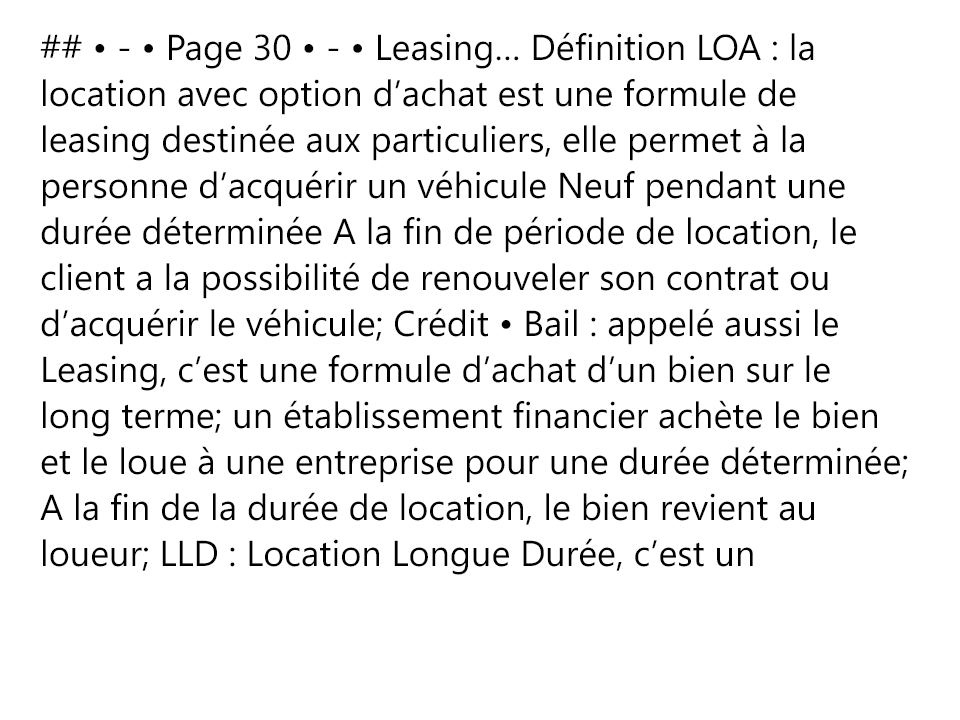 ## • - • Page 30 • - • Leasing... Définition LOA : la
location avec option d’achat est une formule de
leasing destinée aux particuliers, elle permet à la
personne d’acquérir un véhicule Neuf pendant une
durée déterminée A la fin de période de location, le
client a la possibilité de renouveler son contrat ou
d’acquérir le véhicule; Crédit • Bail : appelé aussi le
Leasing, c’est une formule d’achat d’un bien sur le
long terme; un établissement financier achète le bien
et le loue à une entreprise pour une durée déterminée;
A la fin de la durée de location, le bien revient au
loueur; LLD : Location Longue Durée, c’est un